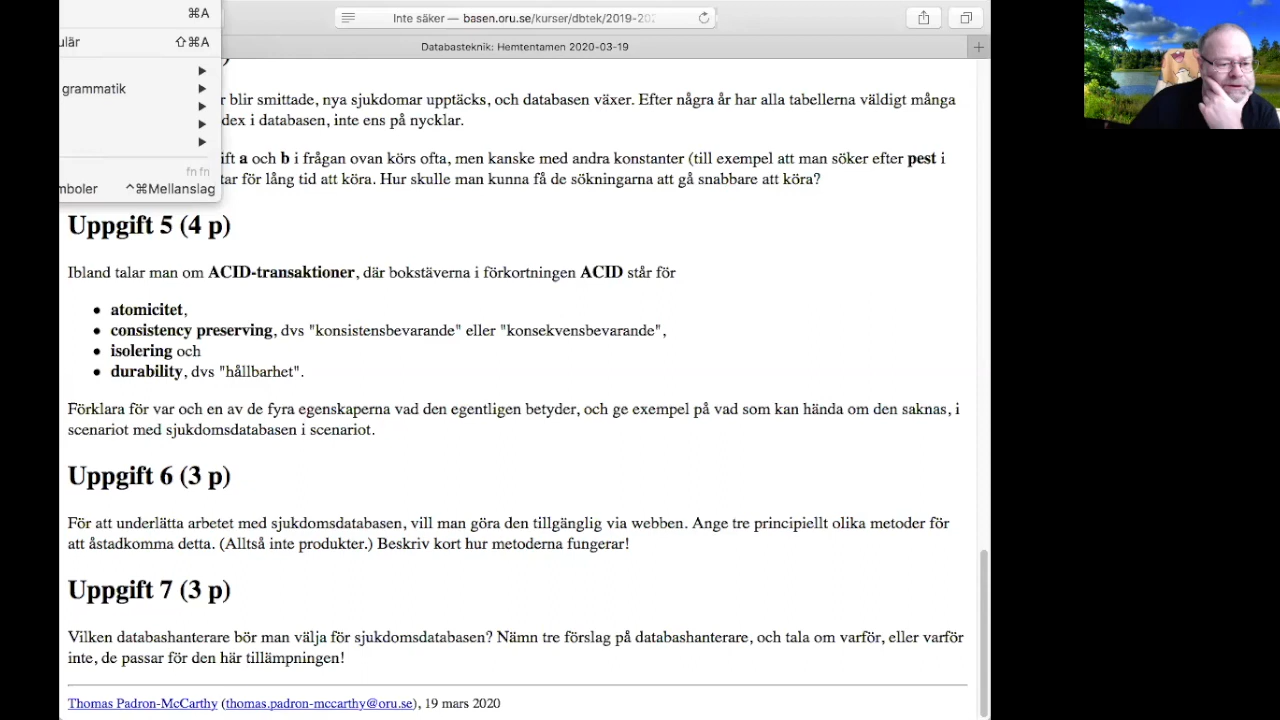 ⌘A
ulär ⇧⌘A
grammatik
fn fn
mboler ^⌘Mellanslag
Inte säker — basen.oru.se/kurser/dbtek/2019-202
Databasteknik: Hemtentamen 2020-03-19
r blir smittade, nya sjukdomar upptäcks, och databasen växer. Efter några år har alla tabellerna väldigt många
dex i databasen, inte ens på nycklar.
ift a och b i frågan ovan körs ofta, men kanske med andra konstanter (till exempel att man söker efter pest i
tar för lång tid att köra. Hur skulle man kunna få de sökningarna att gå snabbare att köra?
Uppgift 5 (4 p)
Ibland talar man om ACID-transaktioner, där bokstäverna i förkortningen ACID står för
• atomicitet,
• consistency preserving, dvs "konsistensbevarande" eller "konsekvensbevarande",
• isolering och
• durability, dvs "hållbarhet".
Förklara för var och en av de fyra egenskaperna vad den egentligen betyder, och ge exempel på vad som kan hända om den saknas, i
scenariot med sjukdomsdatabasen i scenariot.
Uppgift 6 (3 p)
För att underlätta arbetet med sjukdomsdatabasen, vill man göra den tillgänglig via webben. Ange tre principiellt olika metoder för
att åstadkomma detta. (Alltså inte produkter.) Beskriv kort hur metoderna fungerar!
Uppgift 7 (3 p)
Vilken databashanterare bör man välja för sjukdomsdatabasen? Nämn tre förslag på databashanterare, och tala om varför, eller varför
inte, de passar för den här tillämpningen!
Thomas Padron-McCarthy (thomas.padron-mccarthy@oru.se), 19 mars 2020